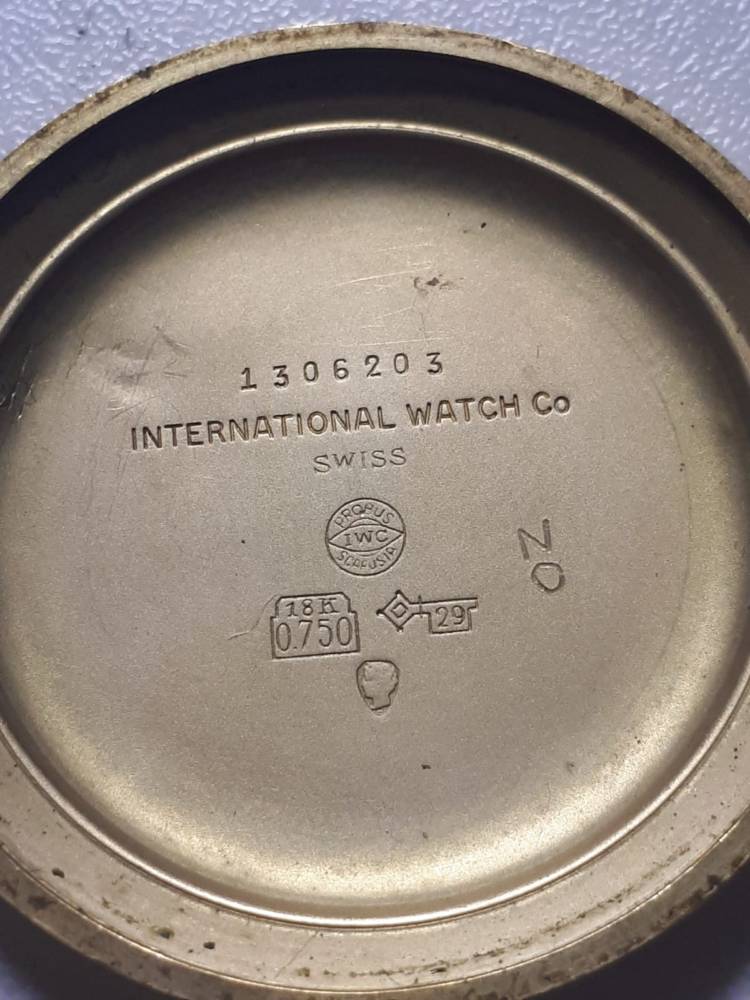 1306203
INTERNATIONAL WATCH Co
SWISS
PROBUS
IWC
SCAFUSIA
NO
18K
0.750
29